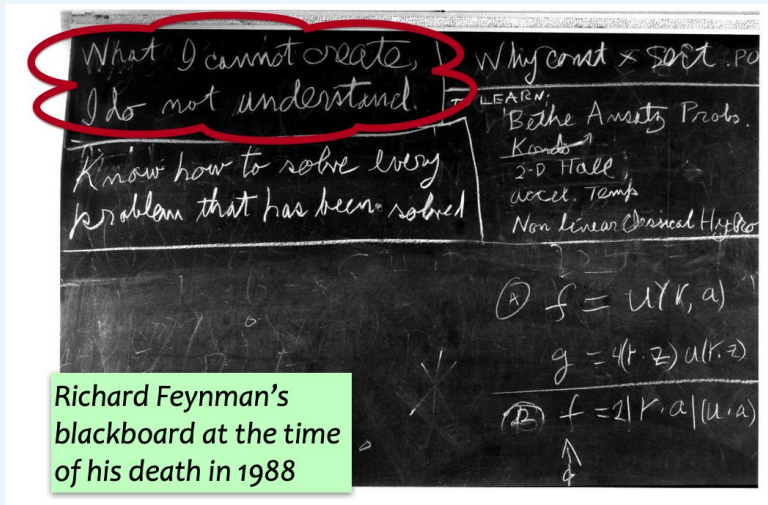 What I cannot create,
I do not understand.
Know how to solve every
problem that has been solved
Why const × sort . PO
TO LEARN:
Bethe Ansatz Probs.
Kondo
2-D Hall
accel. Temp
Non Linear Classical Hydro
A f = u(r, a)
g = 4(r·z) u(r.z)
f = 2|r.a|(u.a)
Richard Feynman's
blackboard at the time
of his death in 1988